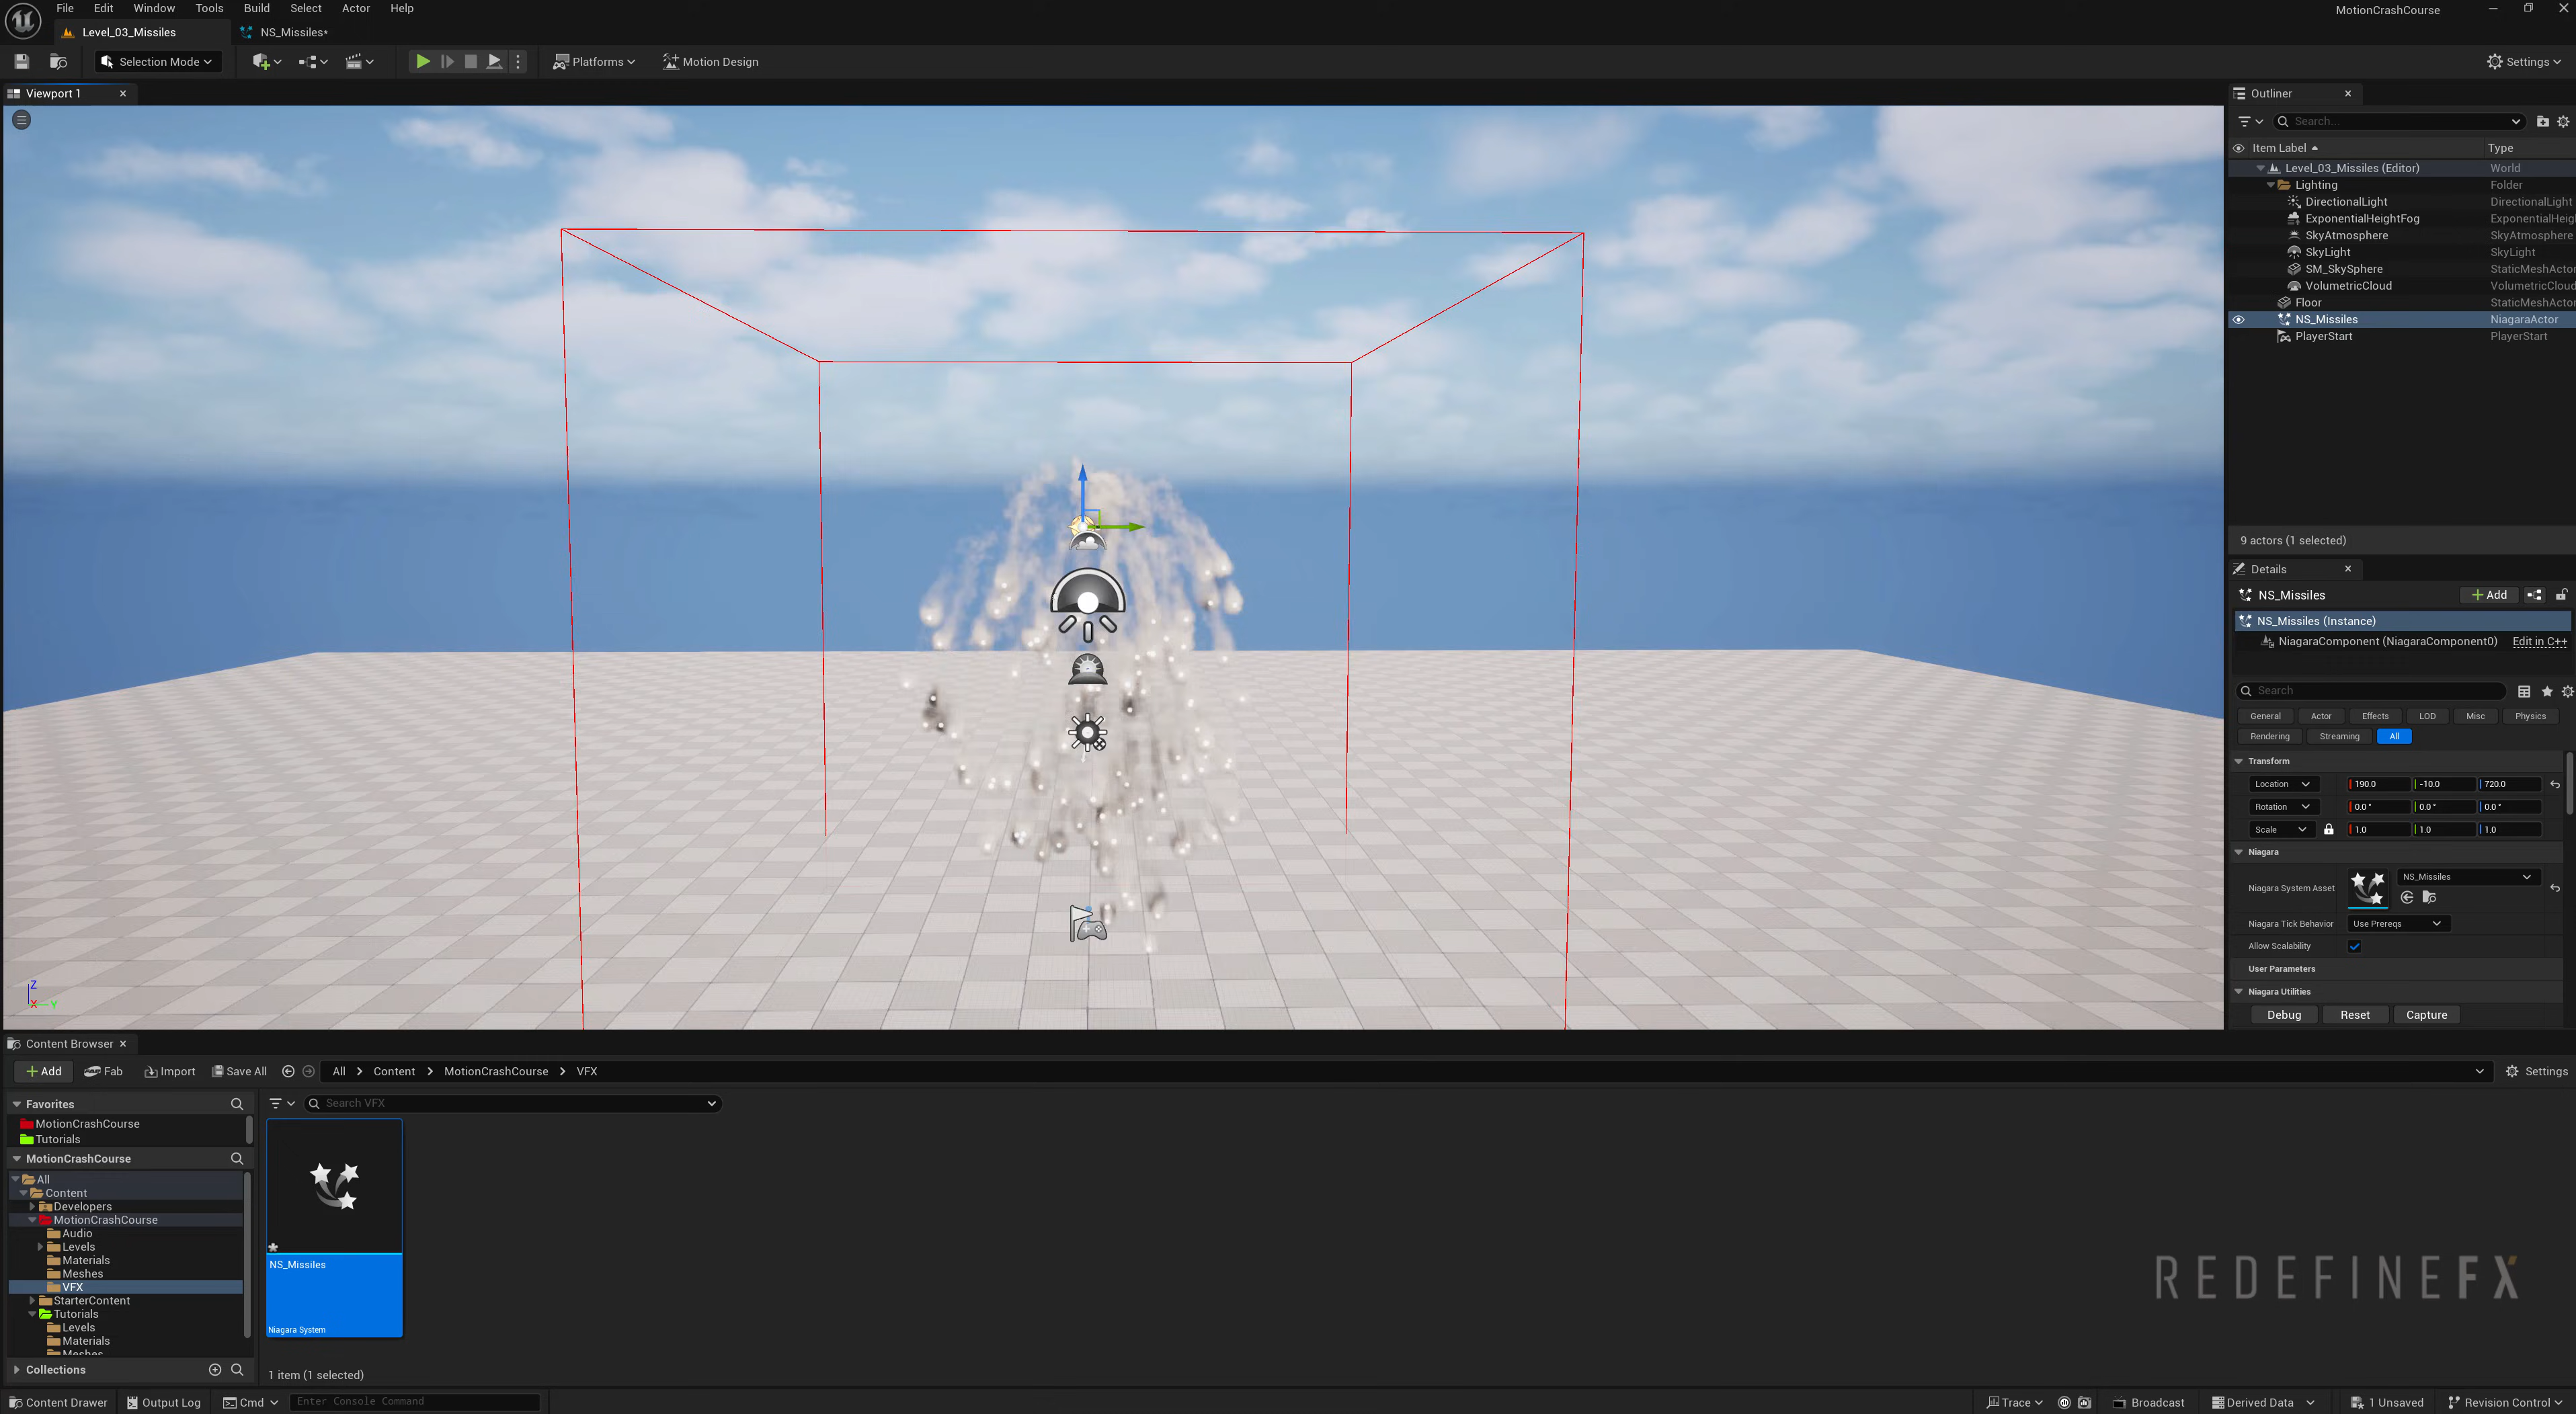 File Edit Window Tools Build Select Actor Help
MotionCrashCourse
Level_03_Missiles
NS_Missiles*
Selection Mode
Platforms
Motion Design
Settings
Viewport 1
Outliner
Search...
Item Label
Type
Level_03_Missiles (Editor) World
Lighting Folder
DirectionalLight DirectionalLight
ExponentialHeightFog ExponentialHeig
SkyAtmosphere SkyAtmosphere
SkyLight SkyLight
SM_SkySphere StaticMeshActor
VolumetricCloud VolumetricCloud
Floor StaticMeshActor
NS_Missiles NiagaraActor
PlayerStart PlayerStart
9 actors (1 selected)
Details
NS_Missiles
Add
NS_Missiles (Instance)
NiagaraComponent (NiagaraComponent0) Edit in C++
Search
General Actor Effects LOD Misc Physics
Rendering Streaming All
Transform
Location 190.0 -10.0 720.0
Rotation 0.0° 0.0° 0.0°
Scale 1.0 1.0 1.0
Niagara
Niagara System Asset NS_Missiles
Niagara Tick Behavior Use Prereqs
Allow Scalability
User Parameters
Niagara Utilities
Debug Reset Capture
Z
X Y
Content Browser
Add Fab Import Save All All > Content > MotionCrashCourse > VFX Settings
Favorites
MotionCrashCourse
Tutorials
MotionCrashCourse
All
Content
Developers
MotionCrashCourse
Audio
Levels
Materials
Meshes
VFX
StarterContent
Tutorials
Levels
Materials
Meshes
Collections
Search VFX
NS_Missiles
Niagara System
1 item (1 selected)
REDEFINEFX
Content Drawer Output Log Cmd Enter Console Command Trace Broadcast Derived Data 1 Unsaved Revision Control